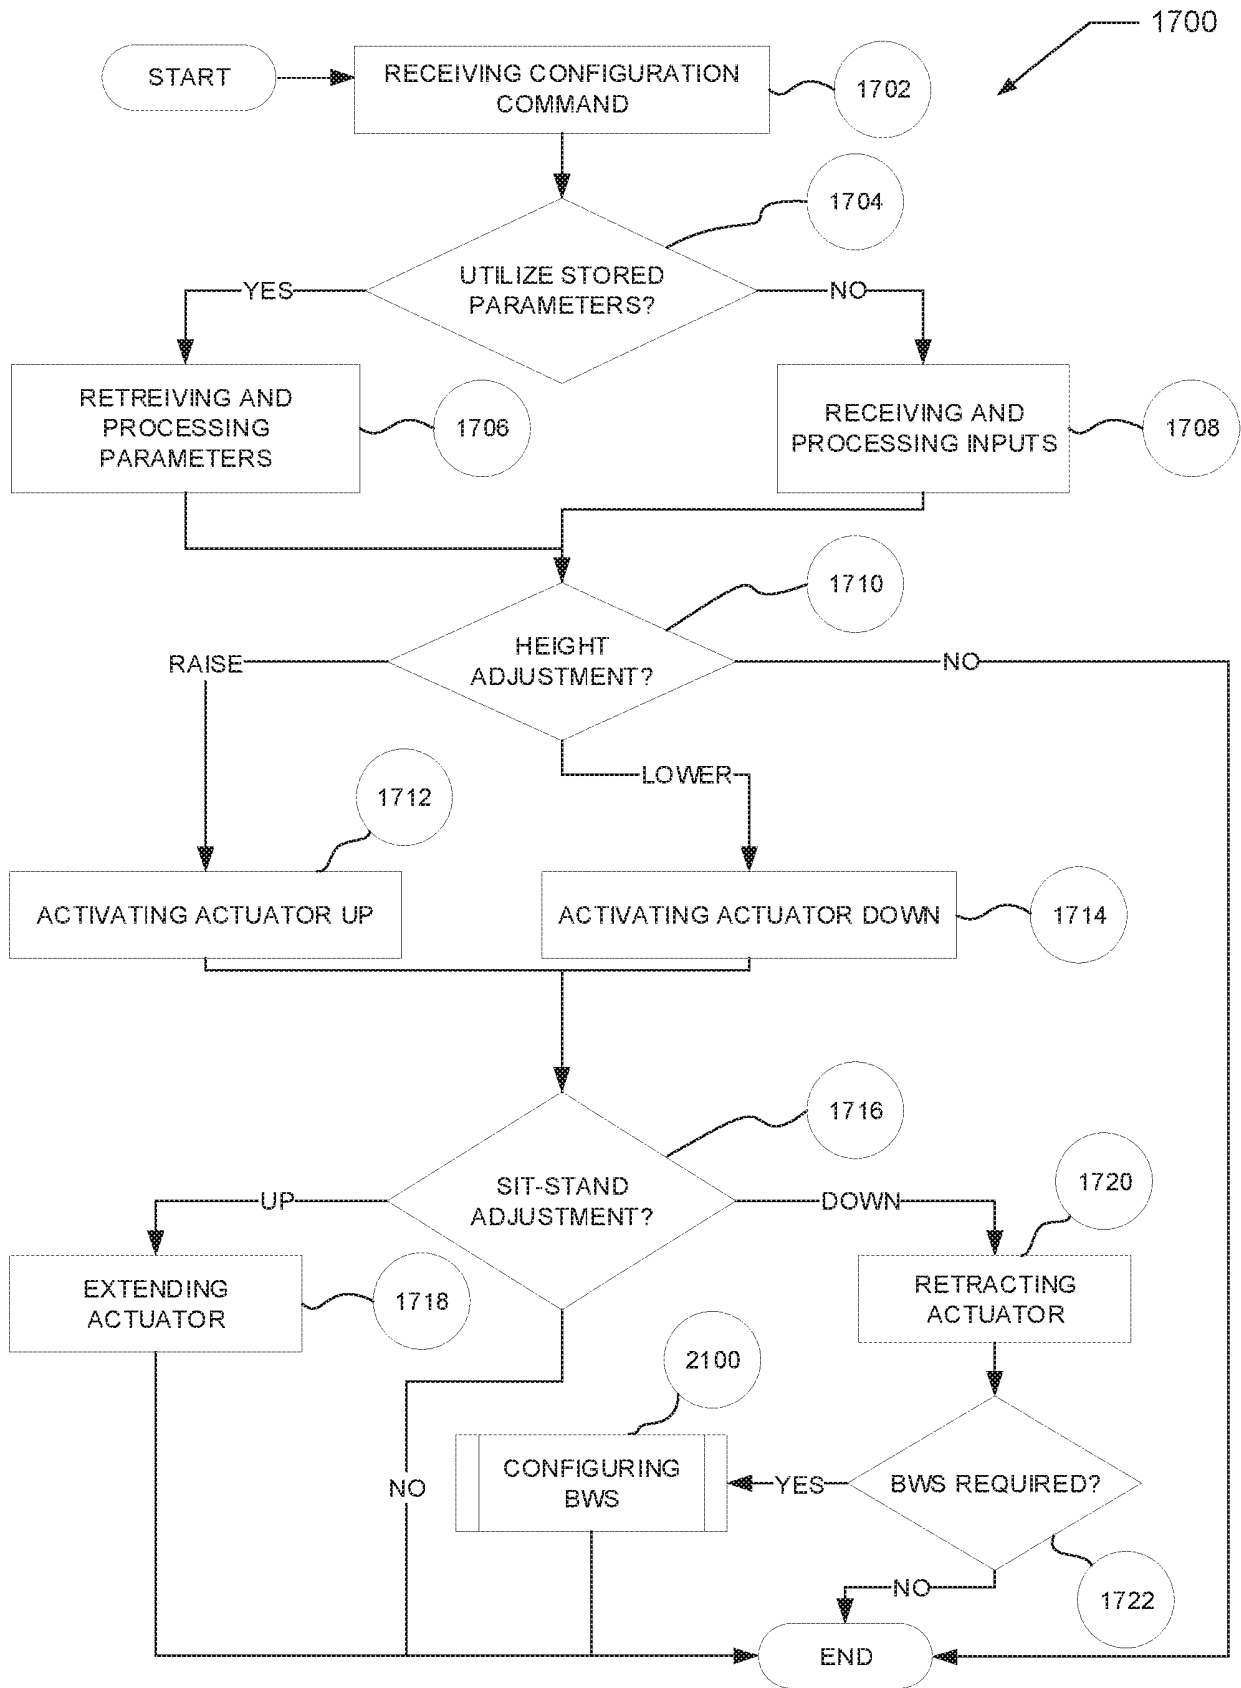 1700
START
RECEIVING CONFIGURATION
COMMAND
1702
1704
UTILIZE STORED
PARAMETERS?
YES
NO
RETREIVING AND
PROCESSING
PARAMETERS
1706
RECEIVING AND
PROCESSING INPUTS
1708
1710
HEIGHT
ADJUSTMENT?
RAISE
NO
LOWER
1712
ACTIVATING ACTUATOR UP
ACTIVATING ACTUATOR DOWN
1714
1716
SIT-STAND
ADJUSTMENT?
UP
DOWN
1720
EXTENDING
ACTUATOR
1718
RETRACTING
ACTUATOR
2100
NO
CONFIGURING
BWS
YES
BWS REQUIRED?
NO
1722
END